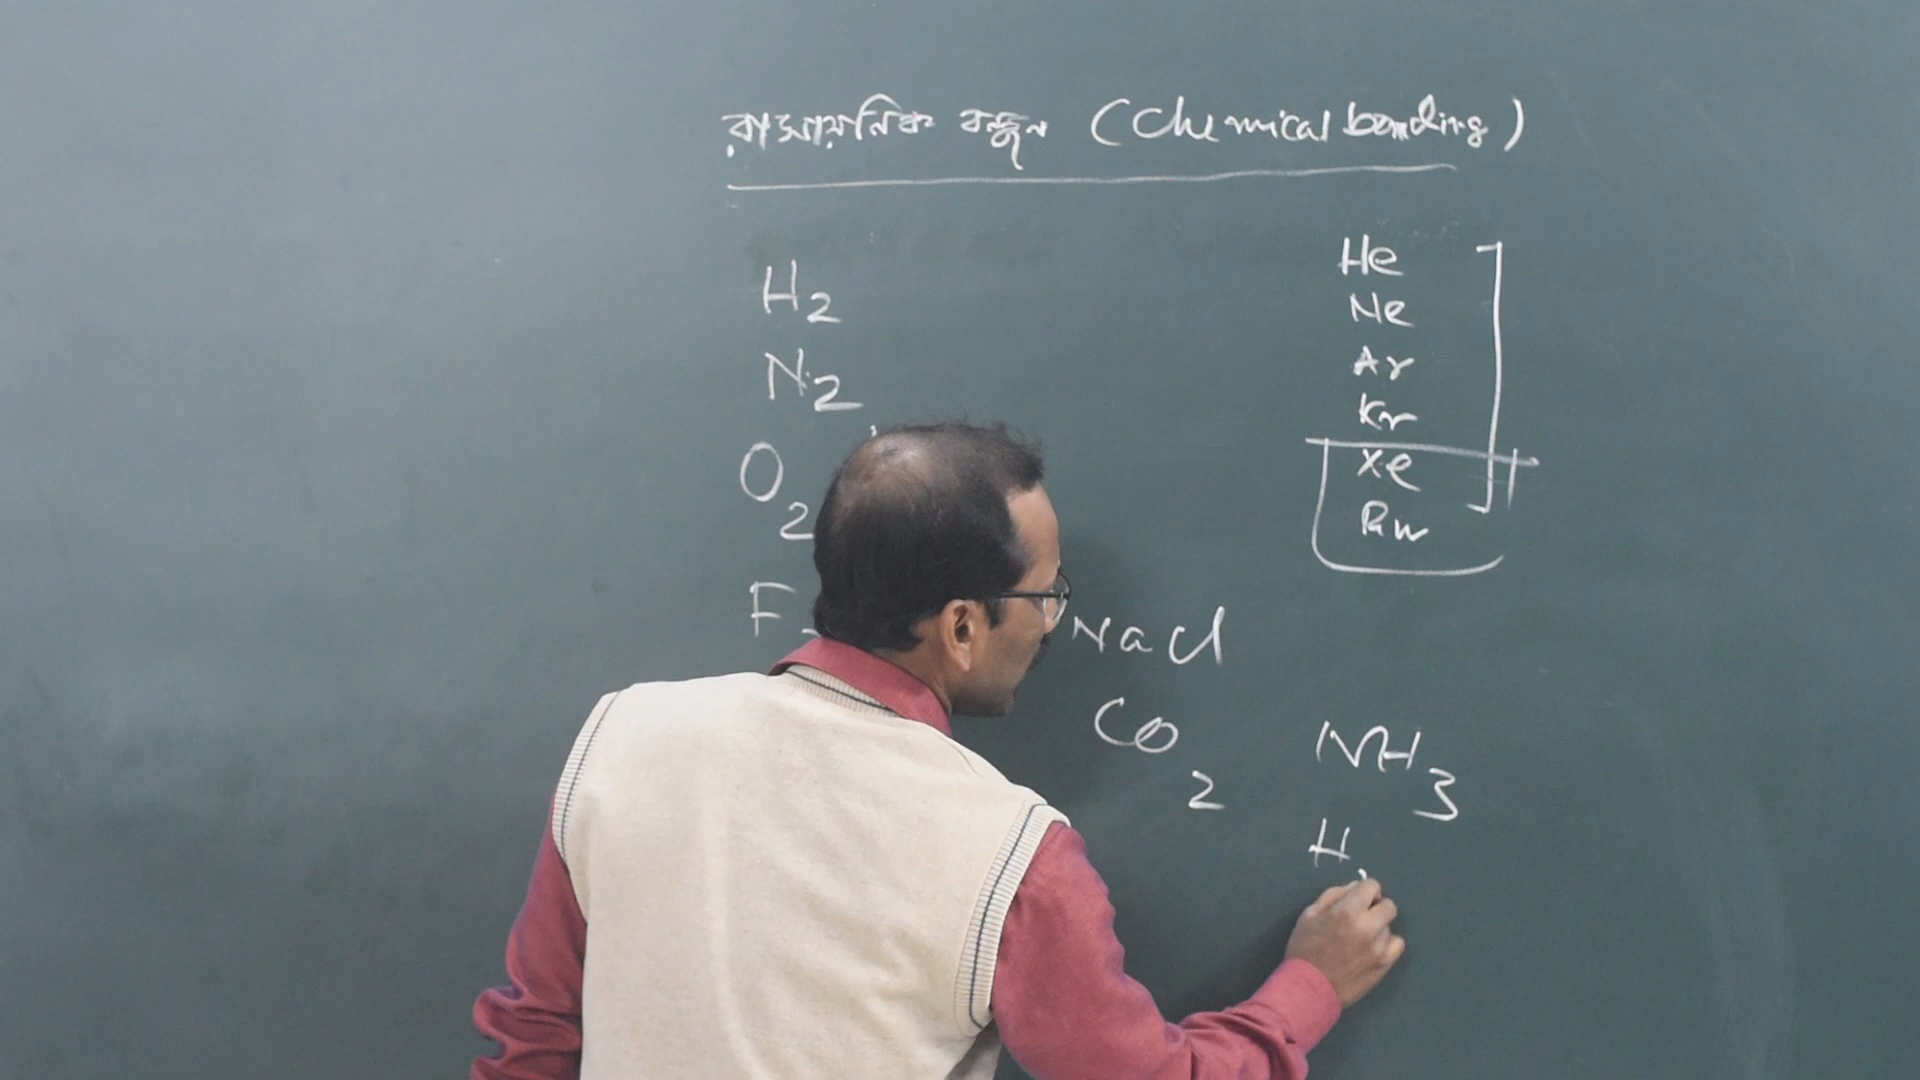 রাসায়নিক বন্ধন (Chemical bonding)
H2
N2
O2
F
He
Ne
Ar
Kr
Xe
Rn
NaCl
CO2
NH3
H